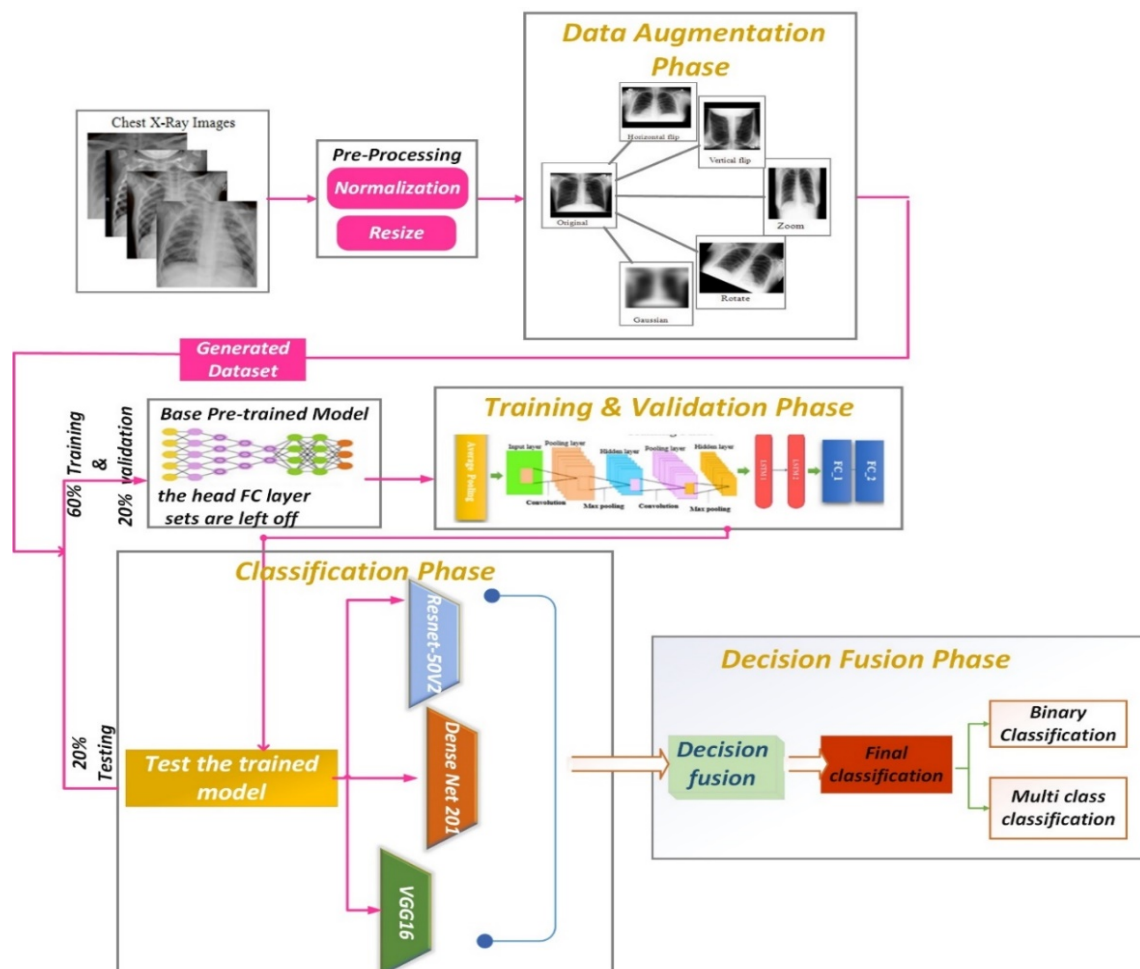 Data Augmentation
Phase
Chest X-Ray Images
Pre-Processing
Normalization
Resize
Horizontal flip
Vertical flip
Original
Zoom
Rotate
Gaussian
Generated
Dataset
60% Training
&
20% validation
Base Pre-trained Model
the head FC layer
sets are left off
Training & Validation Phase
Average Pooling
Input layer
Pooling layer
Hidden layer
Pooling layer
Hidden layer
Convolution
Max pooling
Convolution
Max pooling
LSTM1
FC_1
FC_2
20%
Testing
Classification Phase
Test the trained
model
Resnet-50V2
Dense Net 201
VGG16
Decision Fusion Phase
Decision
fusion
Final
classification
Binary
Classification
Multi class
classification